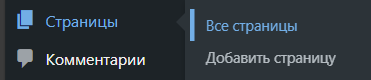 Страницы
Все страницы
Комментарии
Добавить страницу